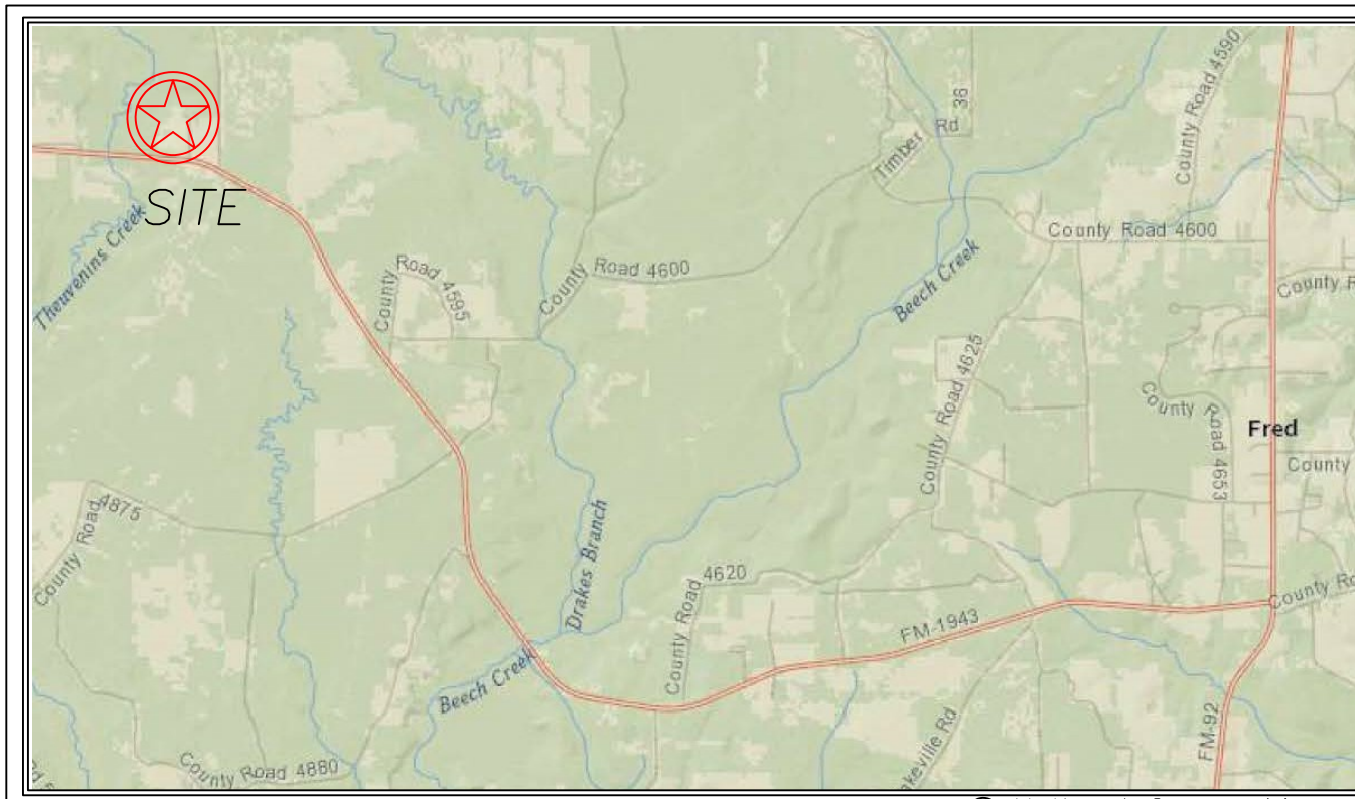 36
Timber Rd
County Road 4590
SITE
Theuvenins Creek
County Road 4600
County Road 4600
Beech Creek
County Road 4595
County Road 4625
County Road 4653
Fred
County
4875
County Road
Drakes Branch
County Road 4620
FM-1943
County Ro
Beech Creek
FM-92
County Road 4880